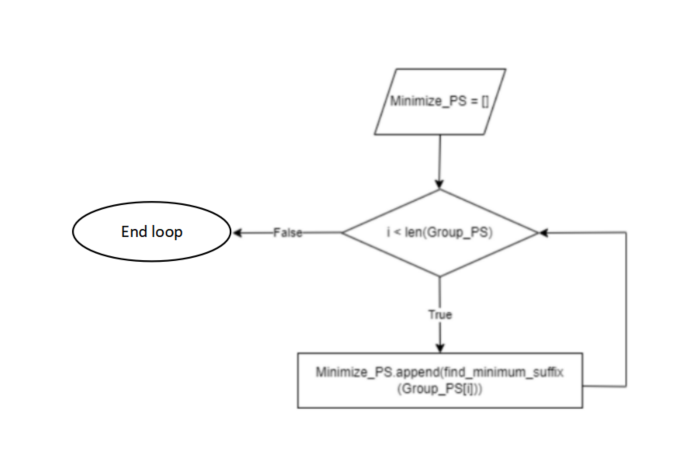 Minimize_PS = []
End loop
False
i < len(Group_PS)
True
Minimize_PS.append(find_minimum_suffix
(Group_PS[i]))